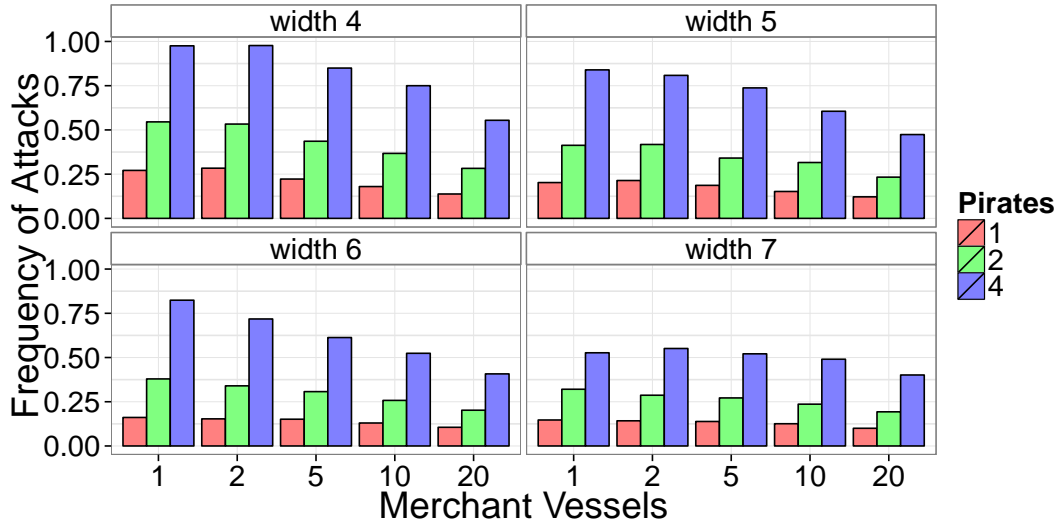 width 4
width 5
1.00
0.75
0.50
0.25
0.00
Frequency of Attacks
width 6
width 7
1.00
0.75
0.50
0.25
0.00
1 2 5 10 20
1 2 5 10 20
Merchant Vessels
Pirates
1
2
4